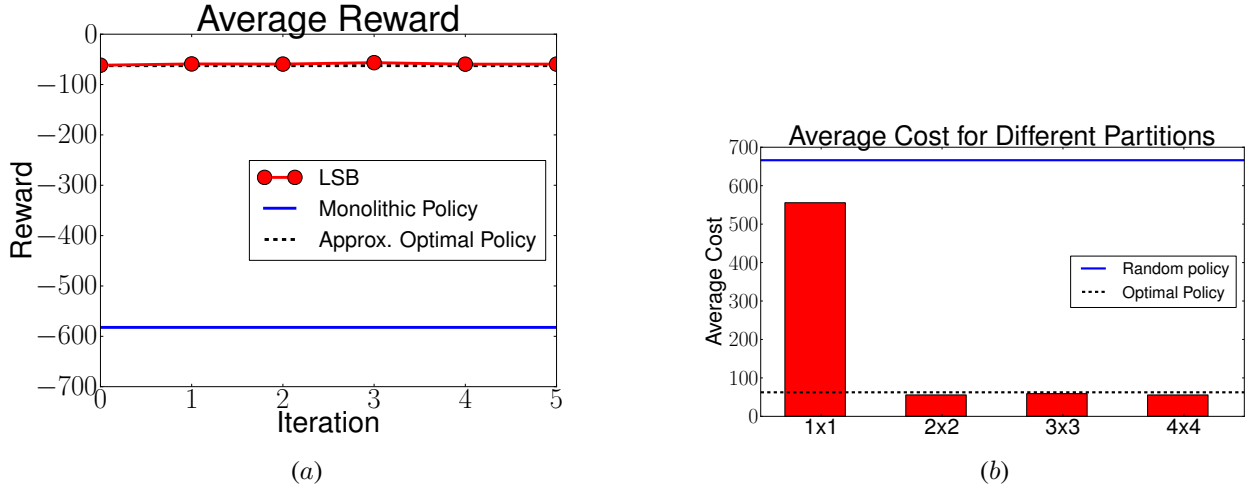 Average Reward
0
−100
−200
−300
−400
−500
−600
−700
Reward
LSB
Monolithic Policy
Approx. Optimal Policy
0 1 2 3 4 5
Iteration
(a)
Average Cost for Different Partitions
700
600
500
400
300
200
100
0
Average Cost
Random policy
Optimal Policy
1x1 2x2 3x3 4x4
(b)